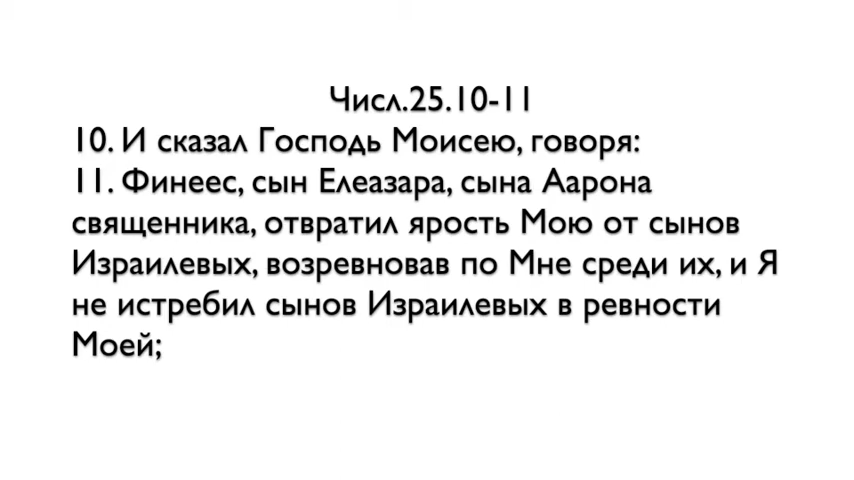 Числ.25.10-11
10. И сказал Господь Моисею, говоря:
11. Финеес, сын Елеазара, сына Аарона
священника, отвратил ярость Мою от сынов
Израилевых, возревновав по Мне среди их, и Я
не истребил сынов Израилевых в ревности
Моей;